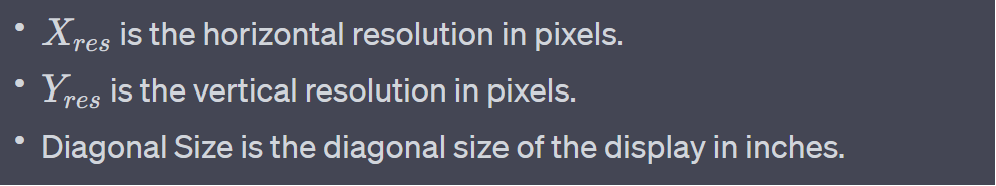 • X_res is the horizontal resolution in pixels.
• Y_res is the vertical resolution in pixels.
• Diagonal Size is the diagonal size of the display in inches.